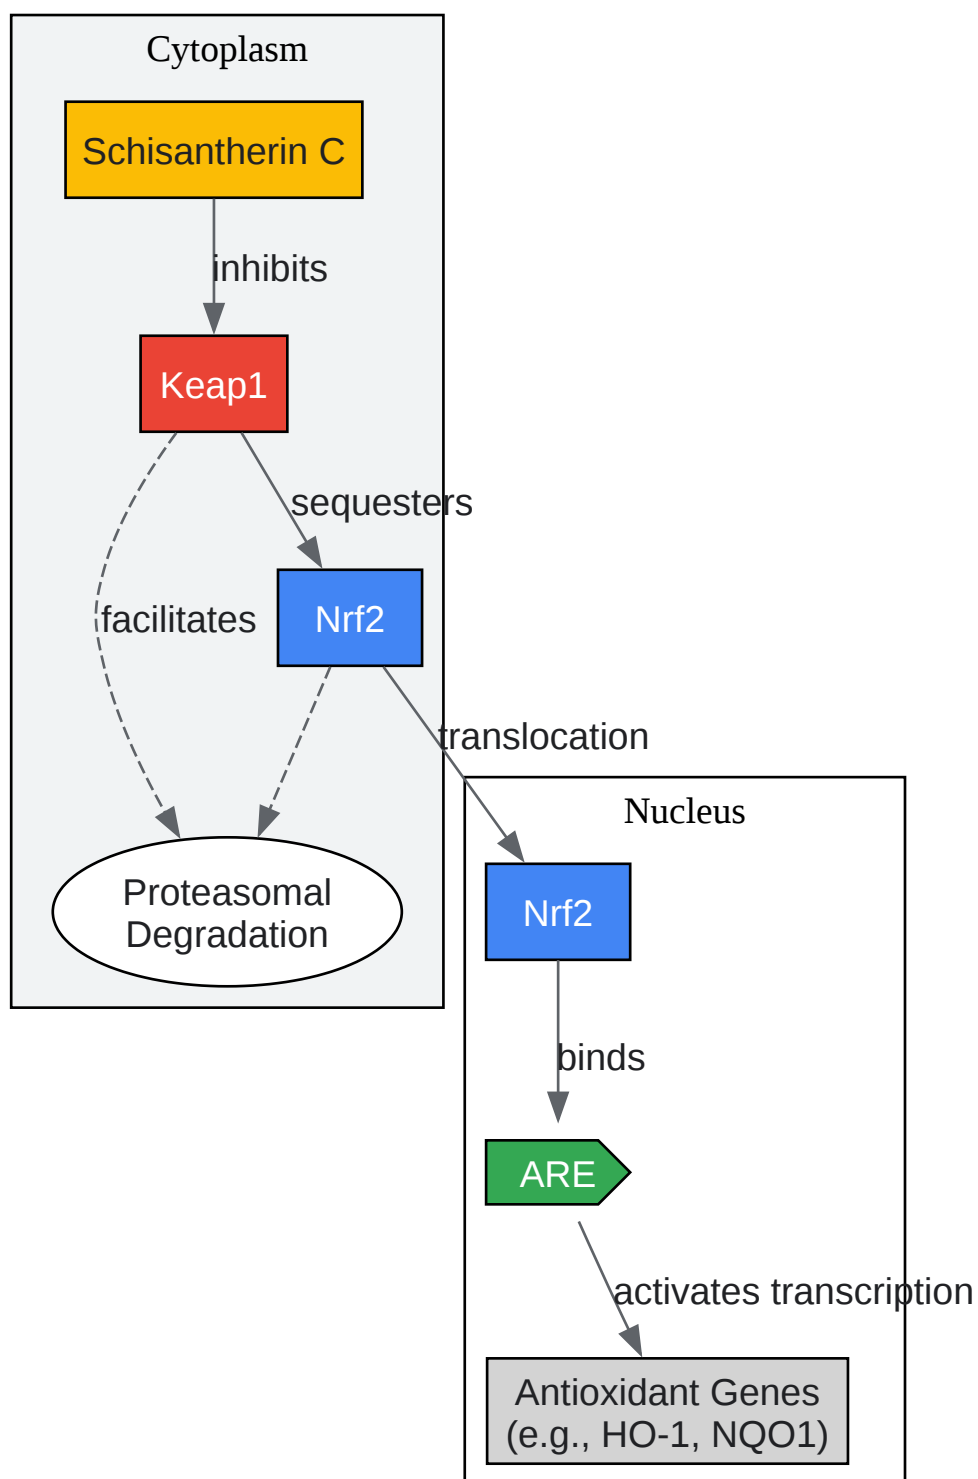 Cytoplasm
Schisantherin C
inhibits
Keap1
sequesters
facilitates
Nrf2
translocation
Nucleus
Proteasomal
Degradation
Nrf2
binds
ARE
activates transcription
Antioxidant Genes
(e.g., HO-1, NQO1)